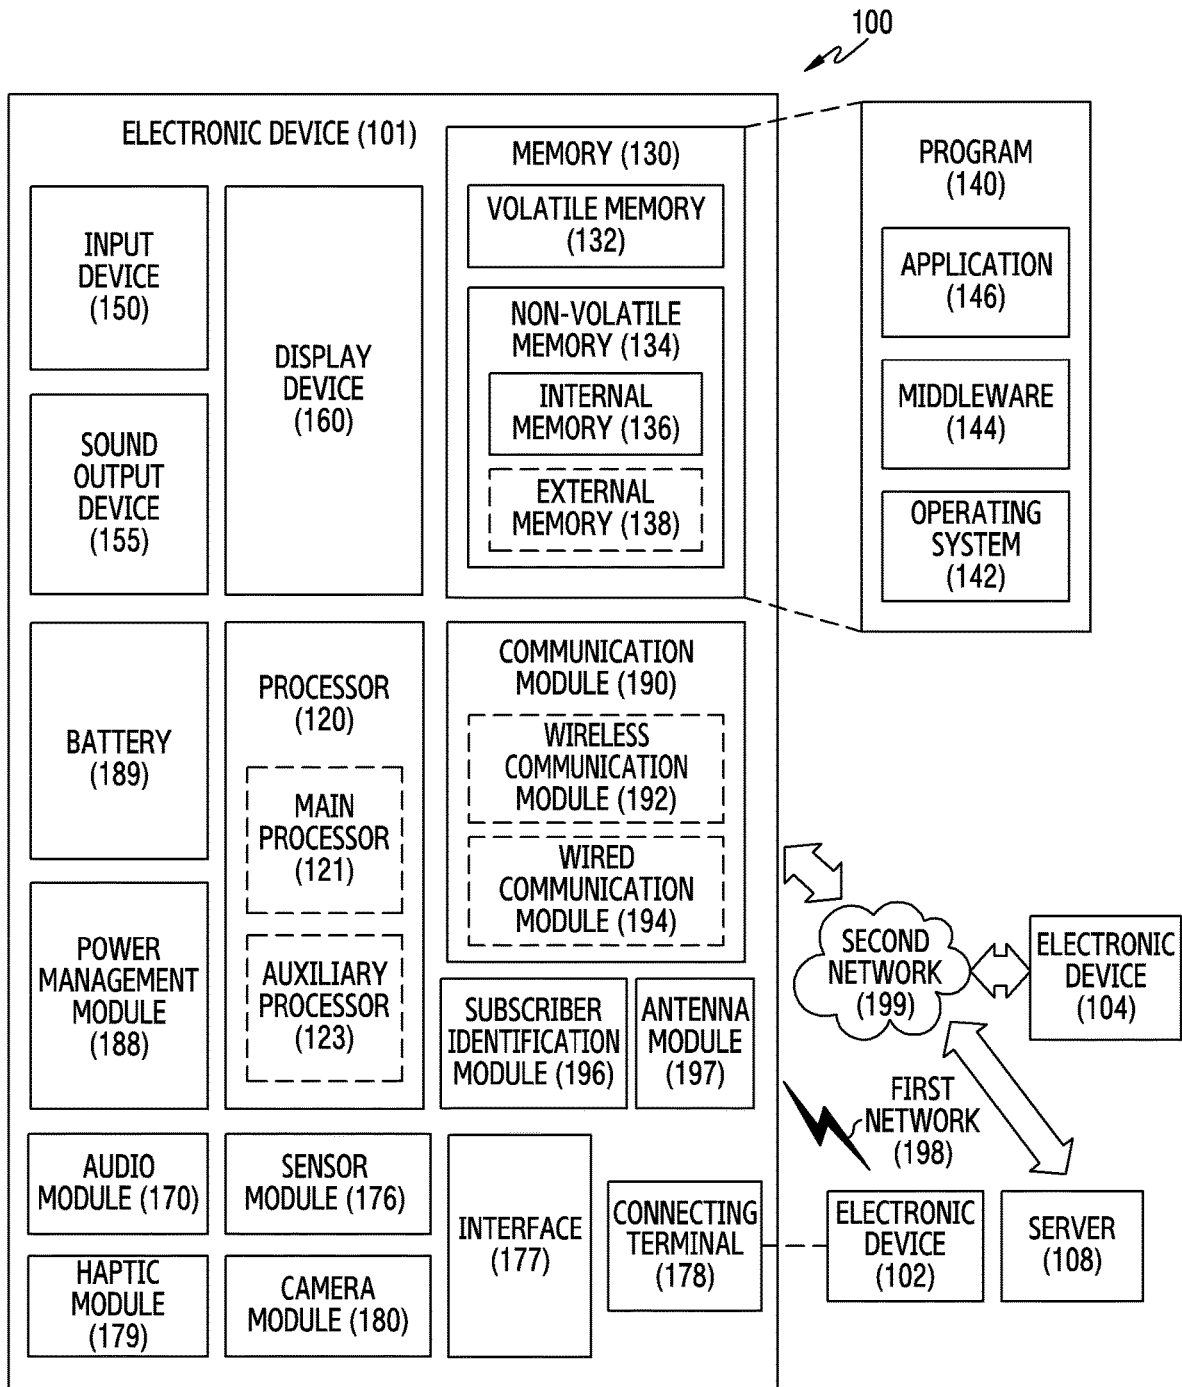 100
ELECTRONIC DEVICE (101)
INPUT
DEVICE
(150)
SOUND
OUTPUT
DEVICE
(155)
DISPLAY
DEVICE
(160)
MEMORY (130)
VOLATILE MEMORY
(132)
NON-VOLATILE
MEMORY (134)
INTERNAL
MEMORY (136)
EXTERNAL
MEMORY (138)
PROGRAM
(140)
APPLICATION
(146)
MIDDLEWARE
(144)
OPERATING
SYSTEM
(142)
BATTERY
(189)
POWER
MANAGEMENT
MODULE
(188)
PROCESSOR
(120)
MAIN
PROCESSOR
(121)
AUXILIARY
PROCESSOR
(123)
COMMUNICATION
MODULE (190)
WIRELESS
COMMUNICATION
MODULE (192)
WIRED
COMMUNICATION
MODULE (194)
SUBSCRIBER
IDENTIFICATION
MODULE (196)
ANTENNA
MODULE
(197)
SECOND
NETWORK
(199)
ELECTRONIC
DEVICE
(104)
FIRST
NETWORK
(198)
AUDIO
MODULE (170)
SENSOR
MODULE (176)
HAPTIC
MODULE
(179)
CAMERA
MODULE (180)
INTERFACE
(177)
CONNECTING
TERMINAL
(178)
ELECTRONIC
DEVICE
(102)
SERVER
(108)